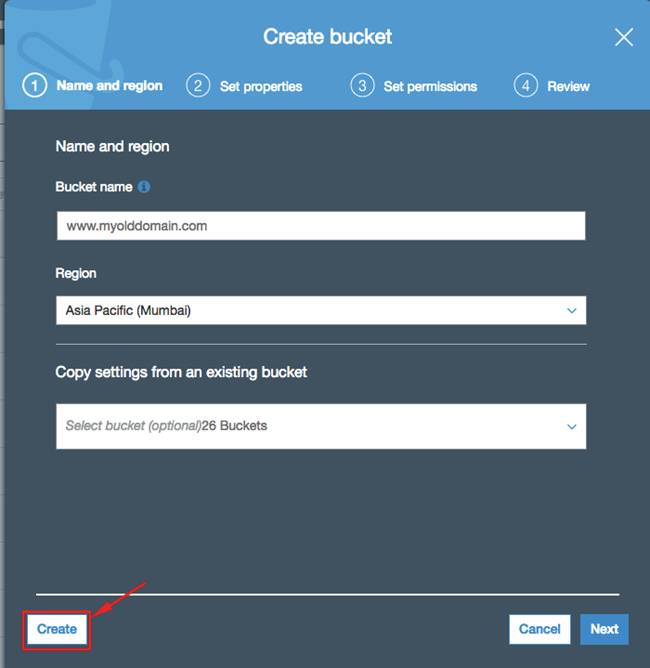 Create bucket
1 Name and region 2 Set properties 3 Set permissions 4 Review
Name and region
Bucket name
www.myolddomain.com
Region
Asia Pacific (Mumbai)
Copy settings from an existing bucket
Select bucket (optional)26 Buckets
Create Cancel Next